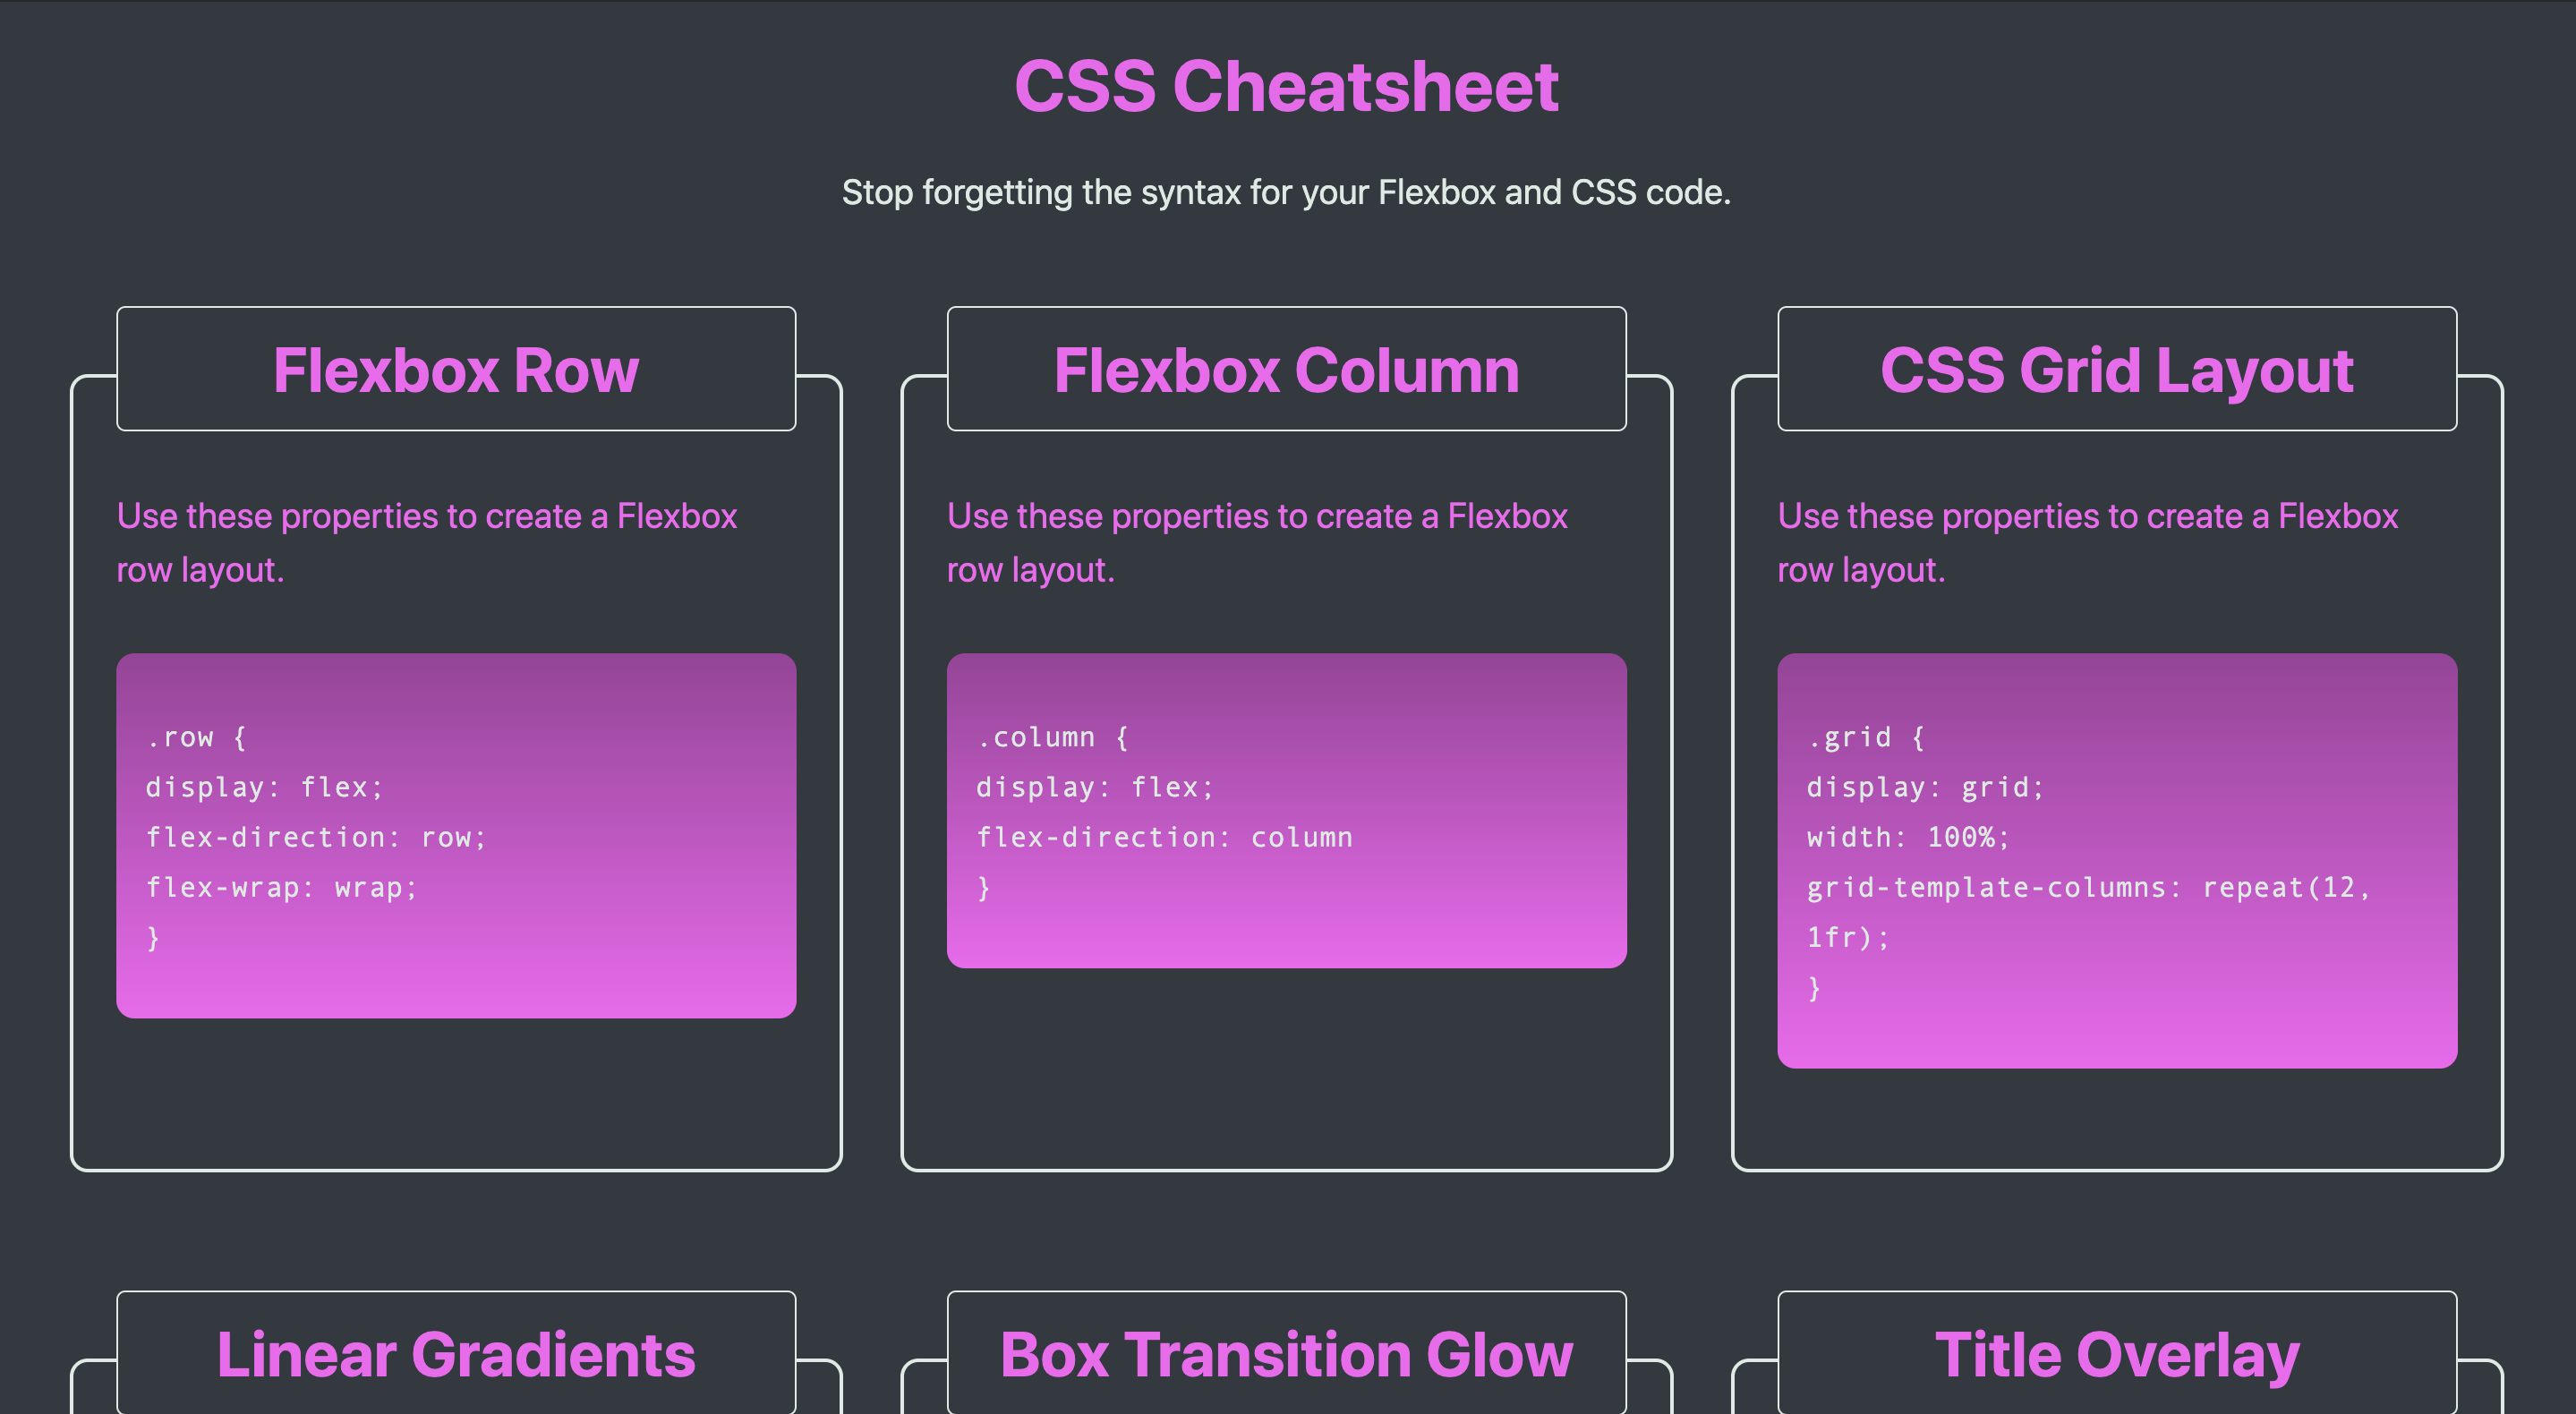 CSS Cheatsheet
Stop forgetting the syntax for your Flexbox and CSS code.
Flexbox Row
Use these properties to create a Flexbox
row layout.
.row {
display: flex;
flex-direction: row;
flex-wrap: wrap;
}
Flexbox Column
Use these properties to create a Flexbox
row layout.
.column {
display: flex;
flex-direction: column
}
CSS Grid Layout
Use these properties to create a Flexbox
row layout.
.grid {
display: grid;
width: 100%;
grid-template-columns: repeat(12,
1fr);
}
Linear Gradients
Box Transition Glow
Title Overlay